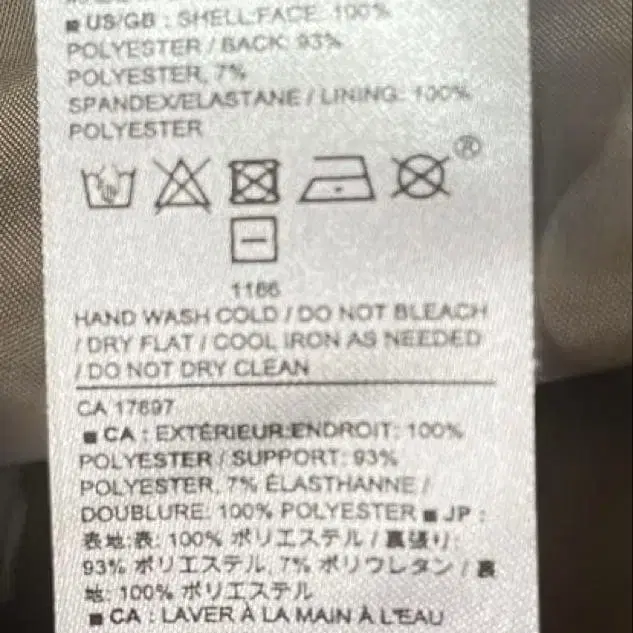 ■ US/GB : SHELL:FACE: 100%
POLYESTER / BACK: 93%
POLYESTER, 7%
SPANDEX/ELASTANE / LINING: 100%
POLYESTER
®
1166
HAND WASH COLD / DO NOT BLEACH
/ DRY FLAT / COOL IRON AS NEEDED
/ DO NOT DRY CLEAN
CA 17697
■ CA : EXTÉRIEUR:ENDROIT: 100%
POLYESTER / SUPPORT: 93%
POLYESTER, 7% ÉLASTHANNE /
DOUBLURE: 100% POLYESTER ■ JP :
表地:表: 100% ポリエステル / 裏張り:
93% ポリエステル, 7% ポリウレタン / 裏
地: 100% ポリエステル
■ CA : LAVER À LA MAIN À L'EAU